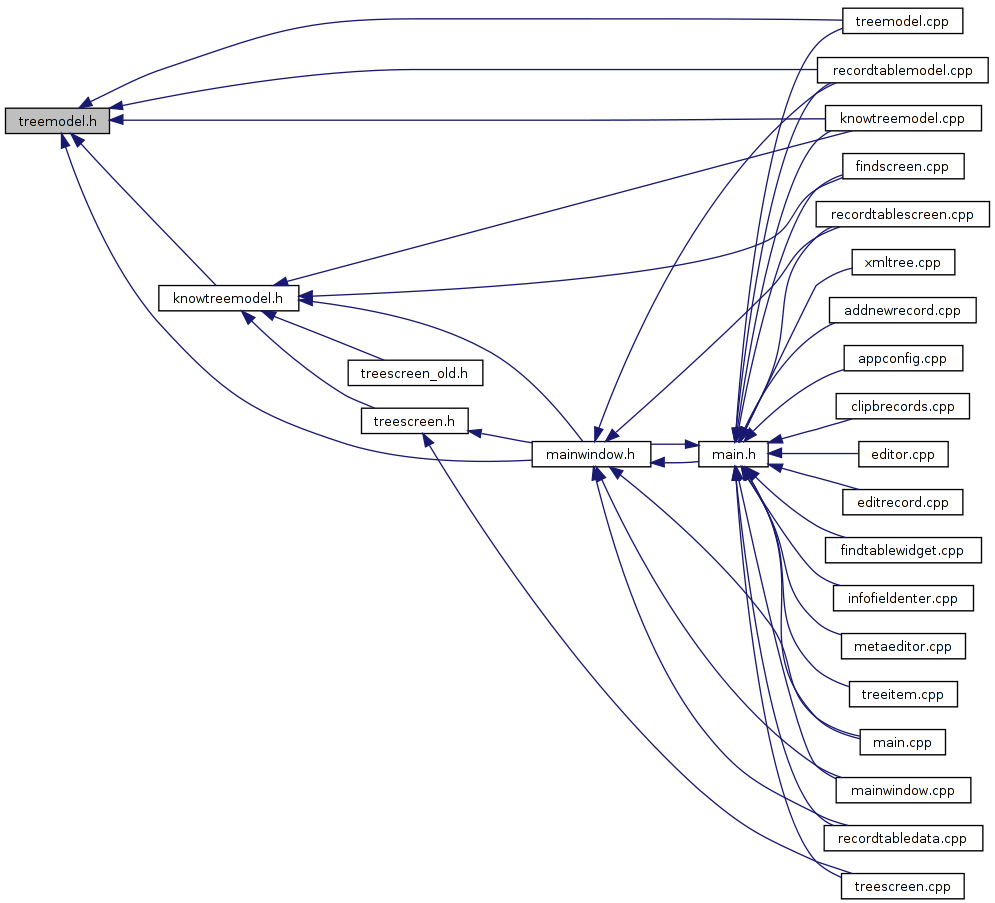 treemodel.cpp
recordtablemodel.cpp
treemodel.h
knowtreemodel.cpp
findscreen.cpp
recordtablescreen.cpp
xmltree.cpp
knowtreemodel.h
addnewrecord.cpp
appconfig.cpp
treescreen_old.h
clipbrecords.cpp
treescreen.h
mainwindow.h
main.h
editor.cpp
editrecord.cpp
findtablewidget.cpp
infofieldenter.cpp
metaeditor.cpp
treeitem.cpp
main.cpp
mainwindow.cpp
recordtabledata.cpp
treescreen.cpp